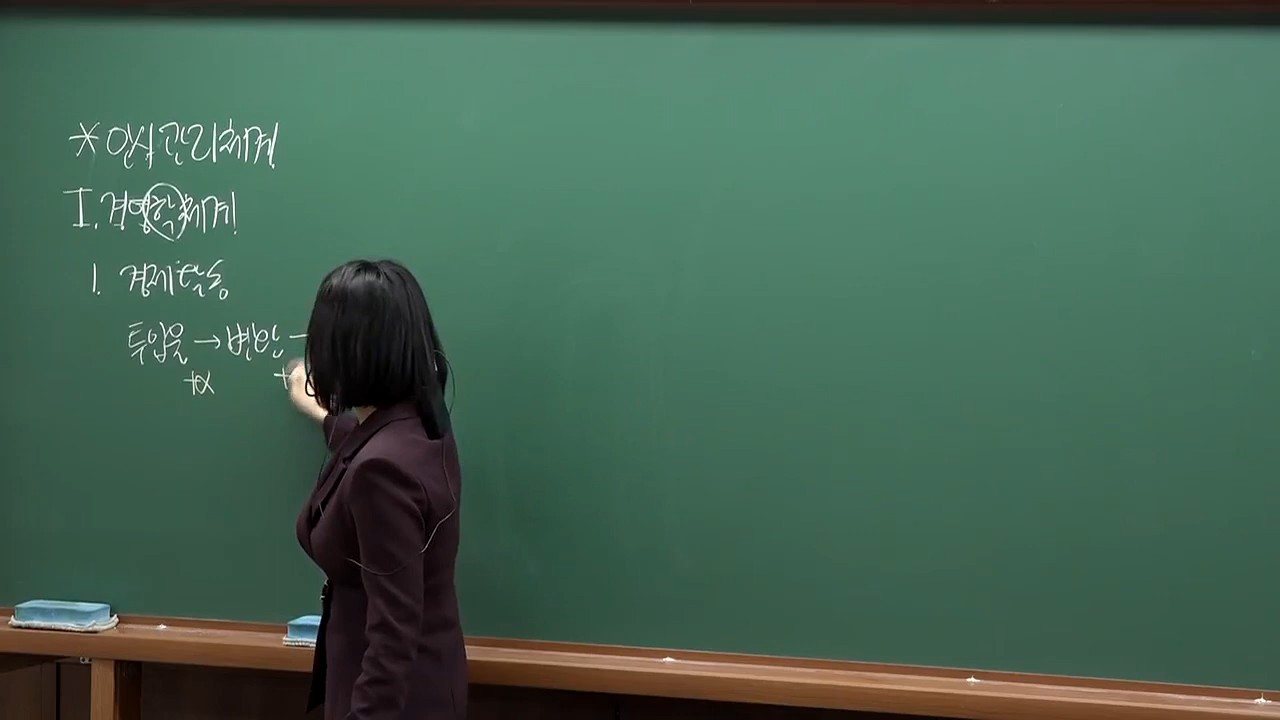 * 인사관리체계
I. 경영학체계
1. 경제활동
투입물 → 변환 -
+α +